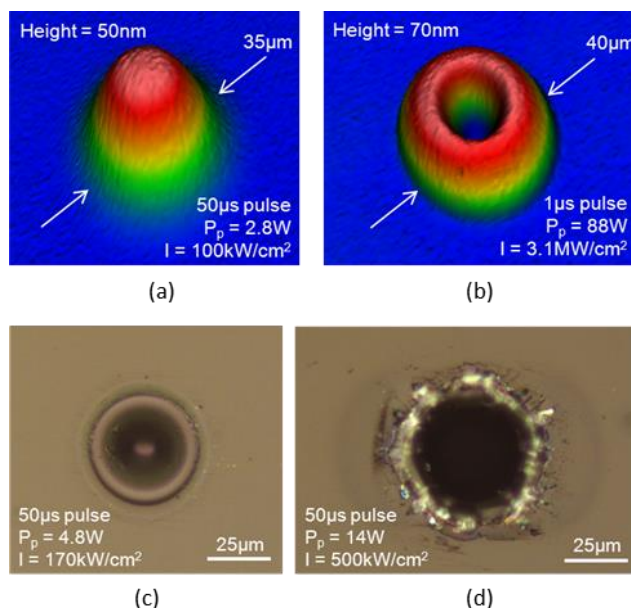 Height = 50nm
35µm
50µs pulse
Pₚ = 2.8W
I = 100kW/cm²
(a)
Height = 70nm
40µm
1µs pulse
Pₚ = 88W
I = 3.1MW/cm²
(b)
50µs pulse
Pₚ = 4.8W
I = 170kW/cm²
25µm
(c)
50µs pulse
Pₚ = 14W
I = 500kW/cm²
25µm
(d)